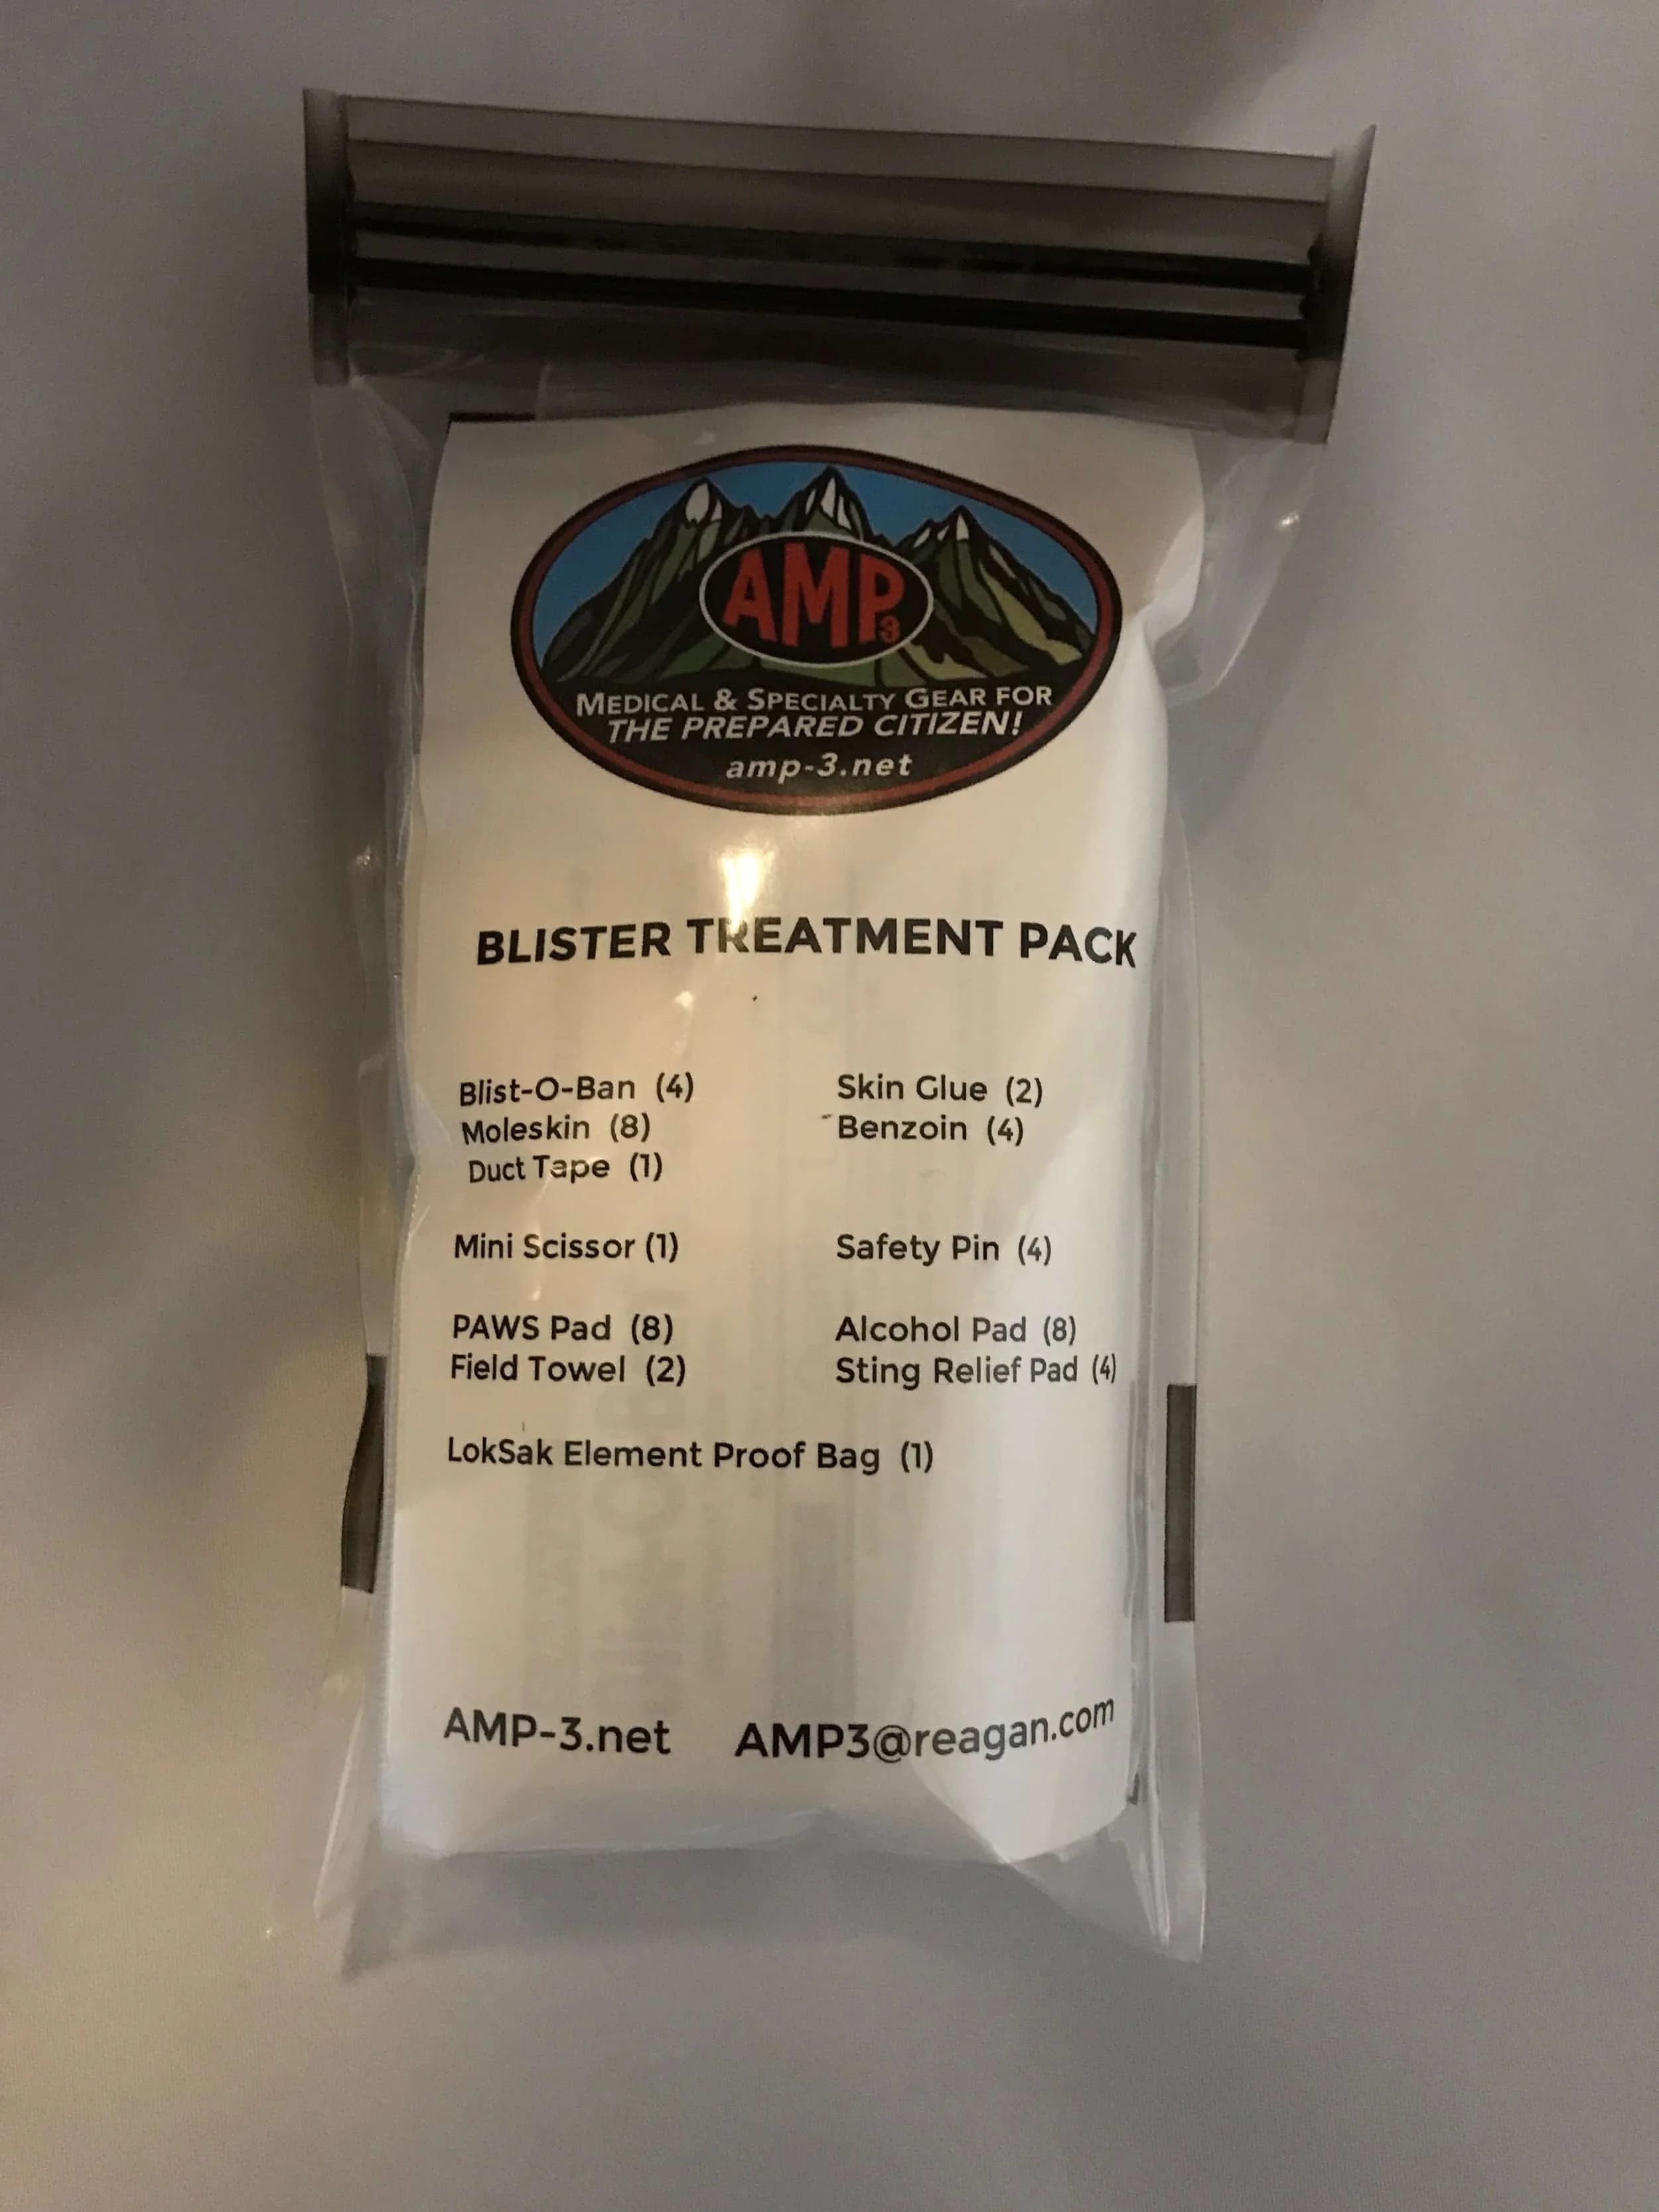 AMP3
MEDICAL & SPECIALTY GEAR FOR
THE PREPARED CITIZEN!
amp-3.net
BLISTER TREATMENT PACK
Blist-O-Ban (4) Skin Glue (2)
Moleskin (8) Benzoin (4)
Duct Tape (1)
Mini Scissor (1) Safety Pin (4)
PAWS Pad (8) Alcohol Pad (8)
Field Towel (2) Sting Relief Pad (4)
LokSak Element Proof Bag (1)
AMP-3.net AMP3@reagan.com